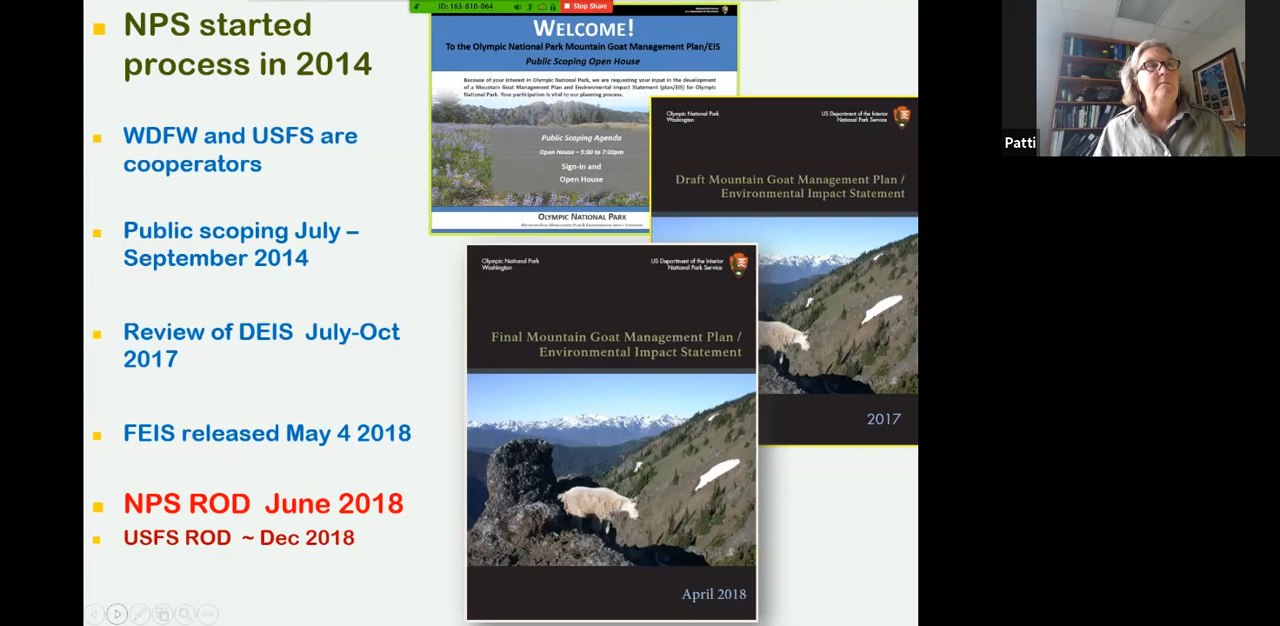 NPS started
process in 2014
WDFW and USFS are
cooperators
Public scoping July –
September 2014
Review of DEIS July-Oct
2017
FEIS released May 4 2018
NPS ROD June 2018
USFS ROD ~ Dec 2018
ID: 163-810-064
Stop Share
WELCOME!
To the Olympic National Park Mountain Goat Management Plan/EIS
Public Scoping Open House
Because of your interest in Olympic National Park, we are requesting your input in the development
of a Mountain Goat Management Plan and Environmental Impact Statement (plan/EIS) for Olympic
National Park. Your participation is vital to our planning process.
Public Scoping Agenda
Open House – 5:00 to 7:00pm
Sign-in and
Open House
OLYMPIC NATIONAL PARK
MOUNTAIN GOAT MANAGEMENT PLAN & ENVIRONMENTAL IMPACT STATEMENT
Olympic National Park
Washington
US Department of the Interior
National Park Service
Draft Mountain Goat Management Plan /
Environmental Impact Statement
2017
Olympic National Park
Washington
US Department of the Interior
National Park Service
Final Mountain Goat Management Plan /
Environmental Impact Statement
April 2018
Patti